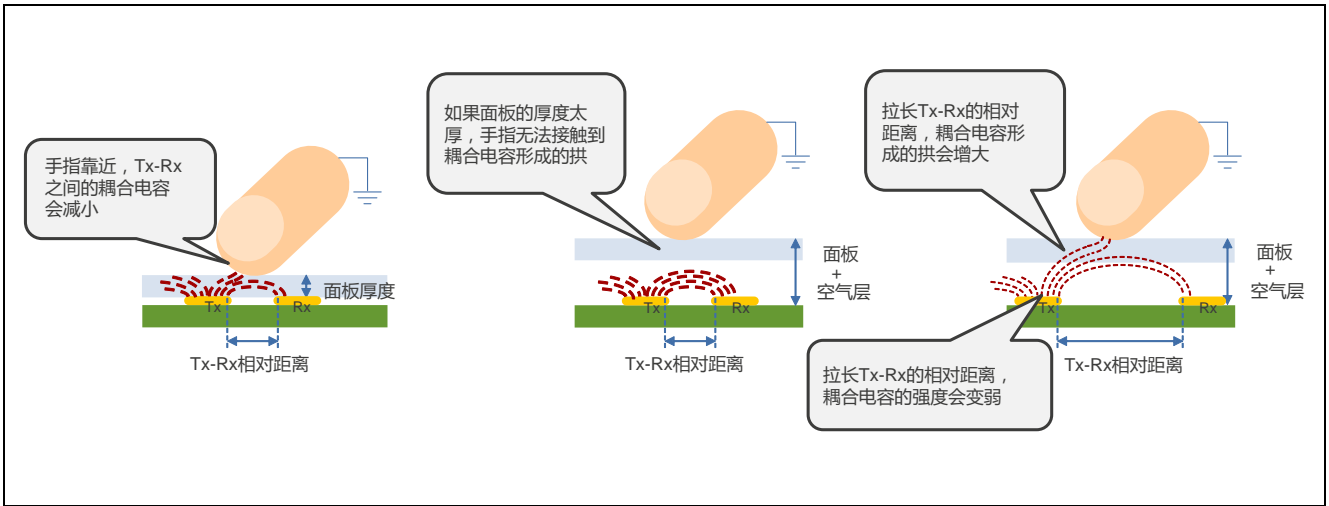 手指靠近，Tx-Rx
之间的耦合电容
会减小
面板厚度
Tx
Rx
Tx-Rx相对距离
如果面板的厚度太
厚，手指无法接触到
耦合电容形成的拱
面板
+
空气层
Tx
Rx
Tx-Rx相对距离
拉长Tx-Rx的相对
距离，耦合电容形
成的拱会增大
面板
+
空气层
Tx
Rx
Tx-Rx相对距离
拉长Tx-Rx的相对距离，
耦合电容的强度会变弱